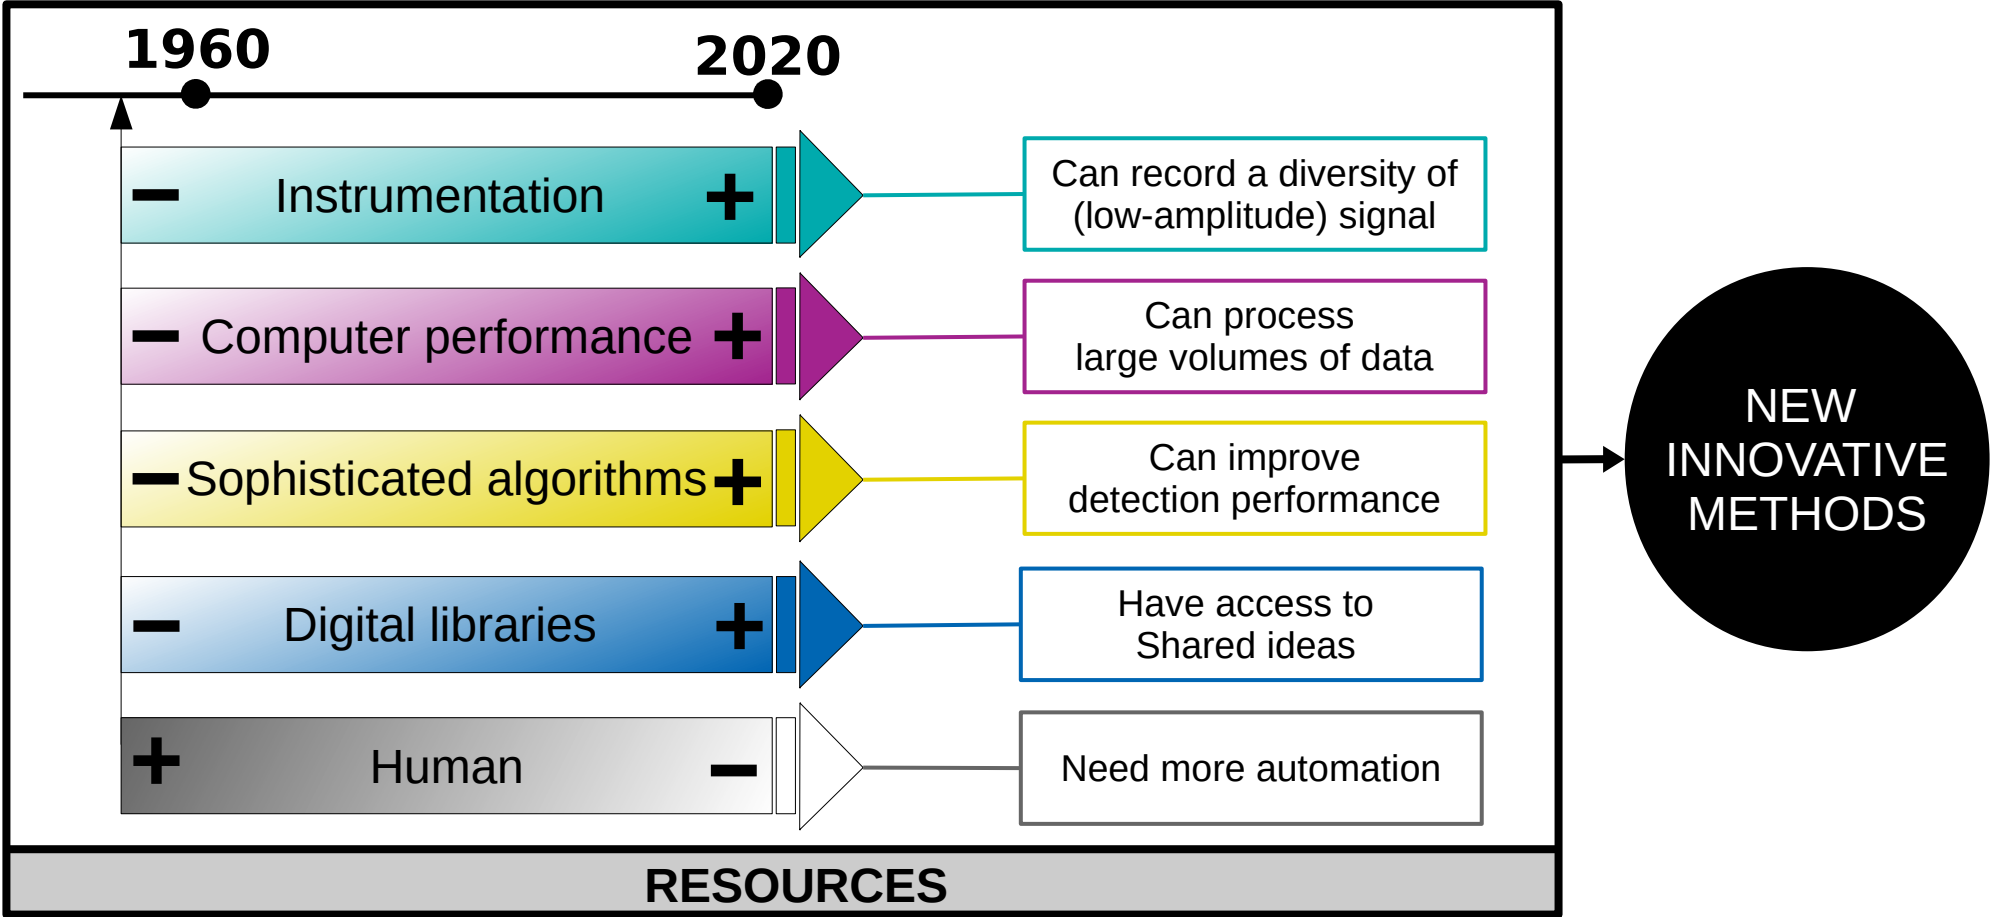 1960
2020
− Instrumentation +
Can record a diversity of
(low-amplitude) signal
− Computer performance +
Can process
large volumes of data
− Sophisticated algorithms +
Can improve
detection performance
− Digital libraries +
Have access to
Shared ideas
+ Human −
Need more automation
RESOURCES
NEW
INNOVATIVE
METHODS